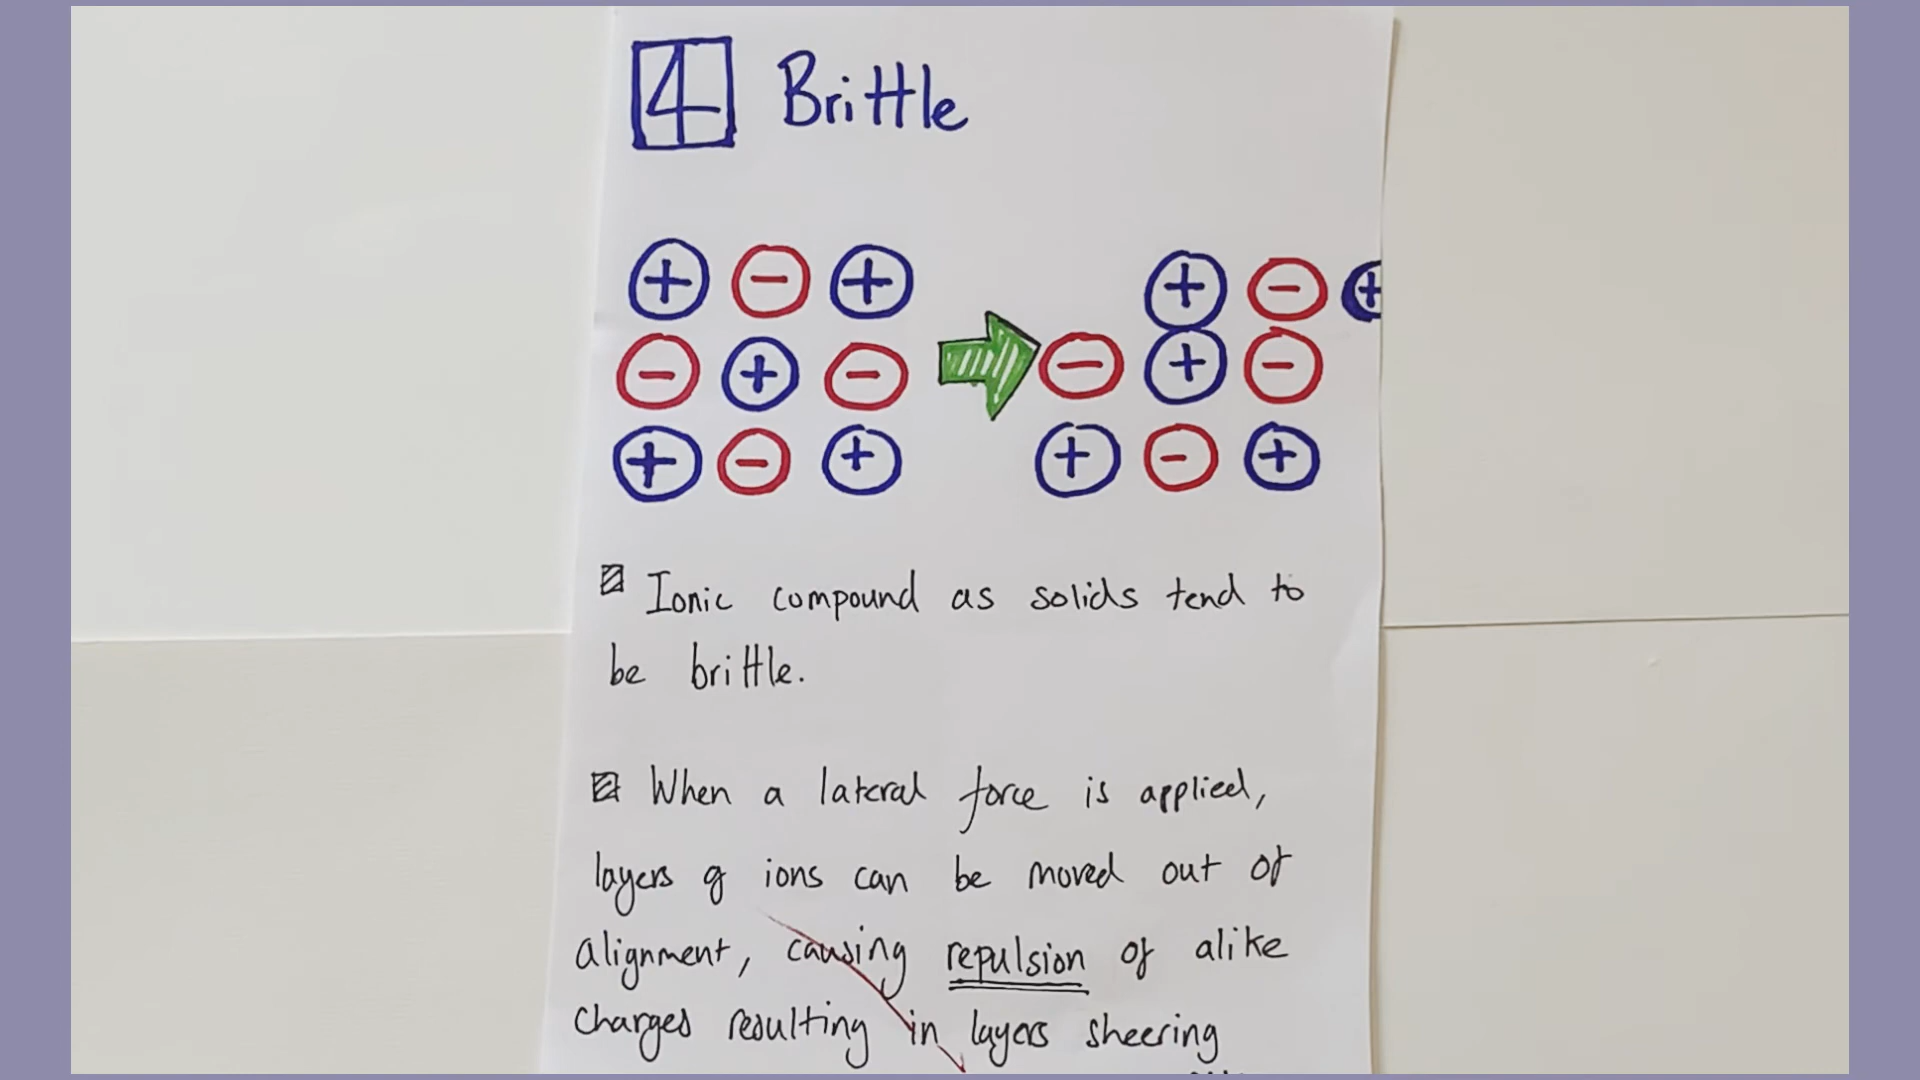 4 Brittle
+ - + + - +
- + - - + -
+ - + + - +
Ionic compound as solids tend to
be brittle.
When a lateral force is applied,
layers of ions can be moved out of
alignment, causing repulsion of alike
charges resulting in layers sheering